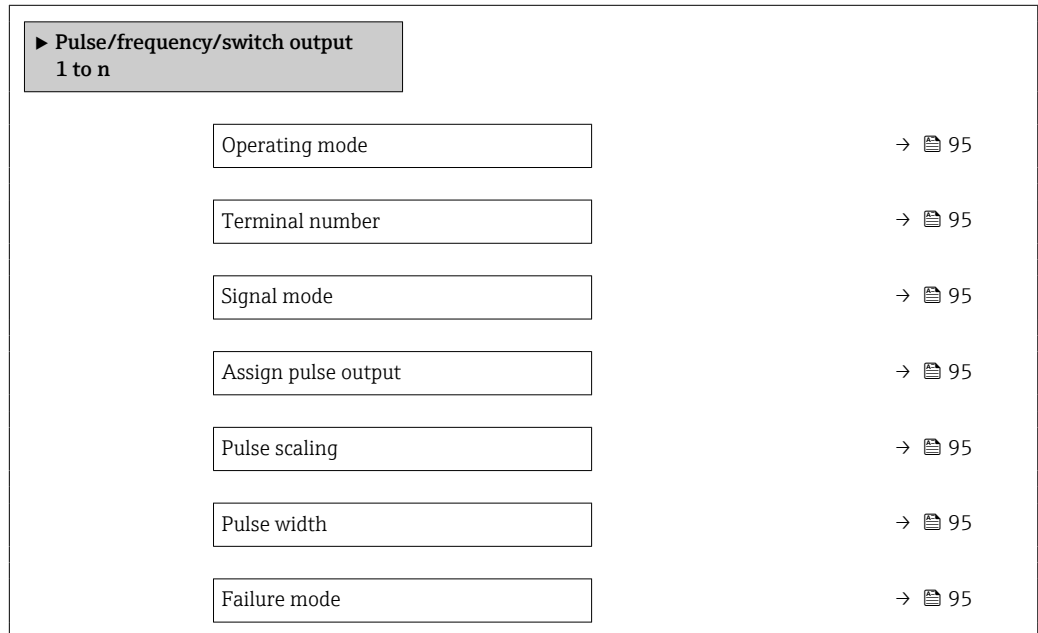 ▶ Pulse/frequency/switch output
1 to n
Operating mode → 95
Terminal number → 95
Signal mode → 95
Assign pulse output → 95
Pulse scaling → 95
Pulse width → 95
Failure mode → 95